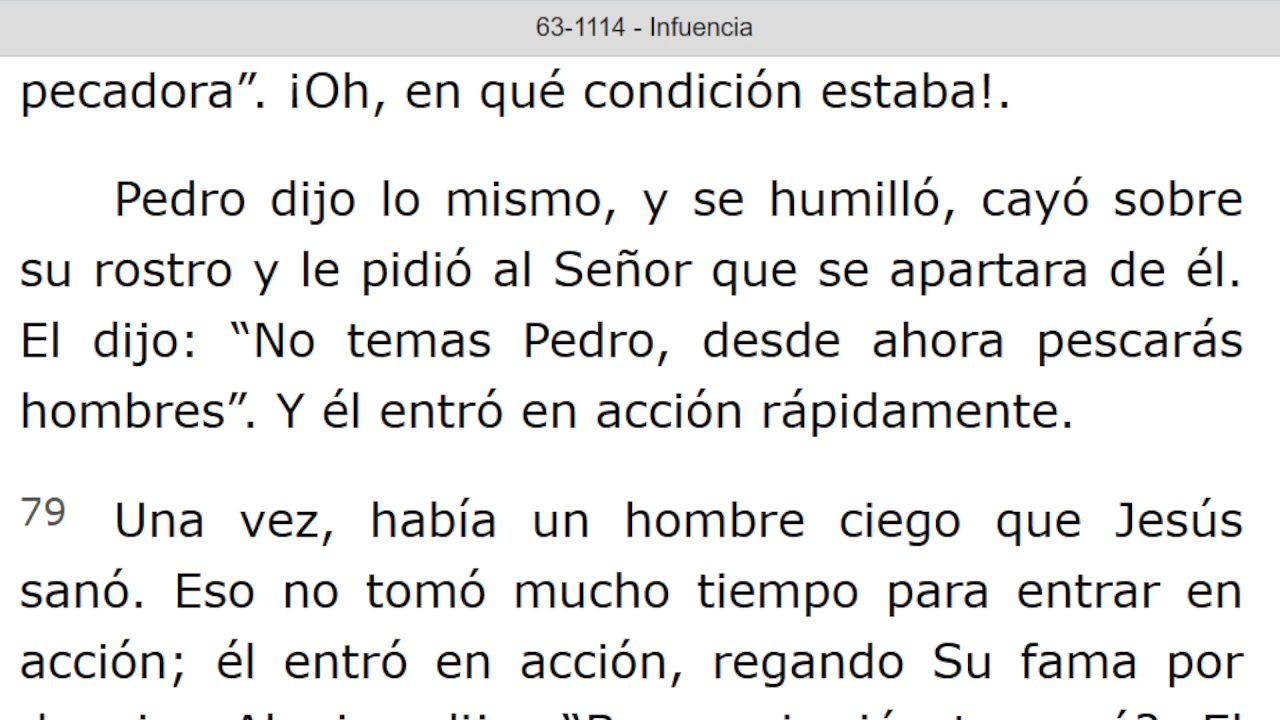 63-1114 - Infuencia
pecadora”. ¡Oh, en qué condición estaba!.
Pedro dijo lo mismo, y se humilló, cayó sobre
su rostro y le pidió al Señor que se apartara de él.
El dijo: “No temas Pedro, desde ahora pescarás
hombres”. Y él entró en acción rápidamente.
79 Una vez, había un hombre ciego que Jesús
sanó. Eso no tomó mucho tiempo para entrar en
acción; él entró en acción, regando Su fama por